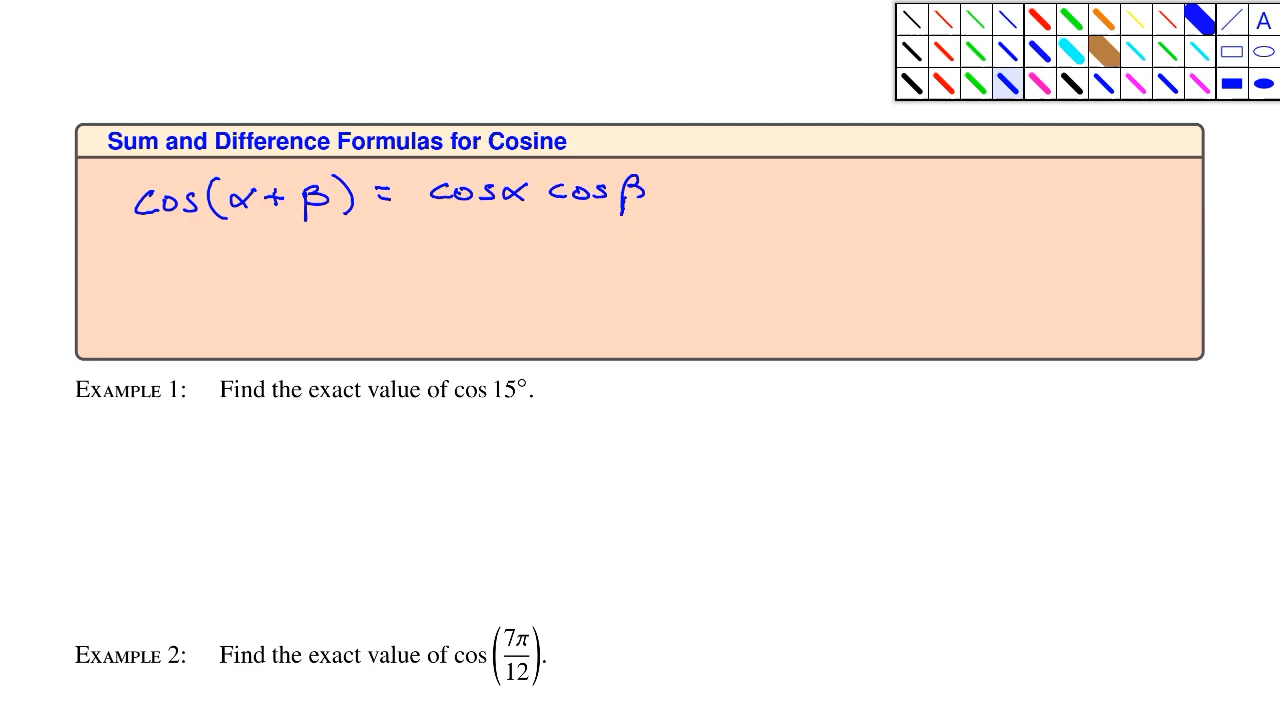 A
Sum and Difference Formulas for Cosine
cos(α + β) = cosα cosβ
Example 1: Find the exact value of cos 15°.
Example 2: Find the exact value of cos(7π/12).